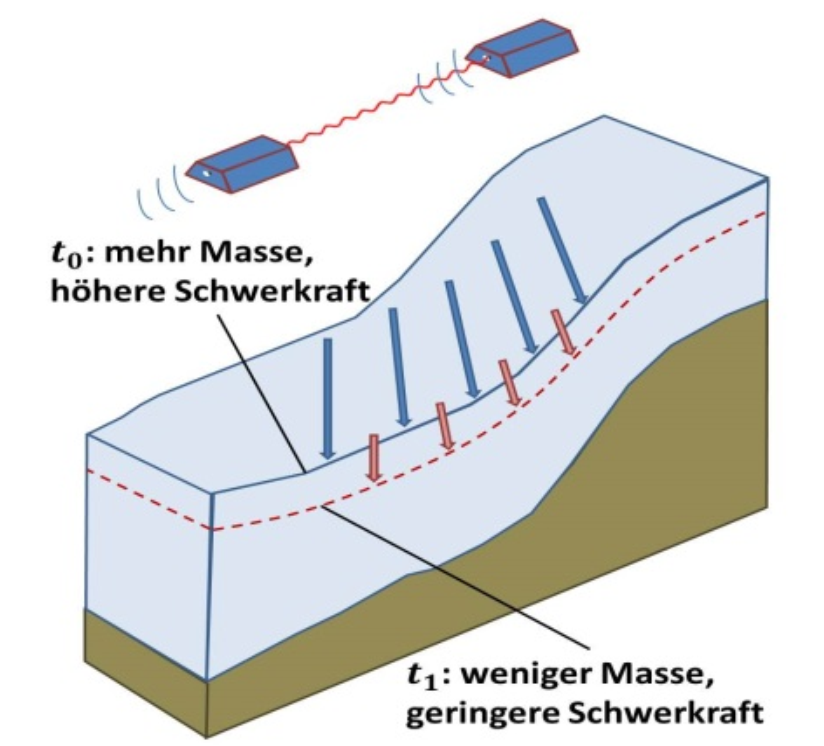 t₀: mehr Masse,
höhere Schwerkraft
t₁: weniger Masse,
geringere Schwerkraft